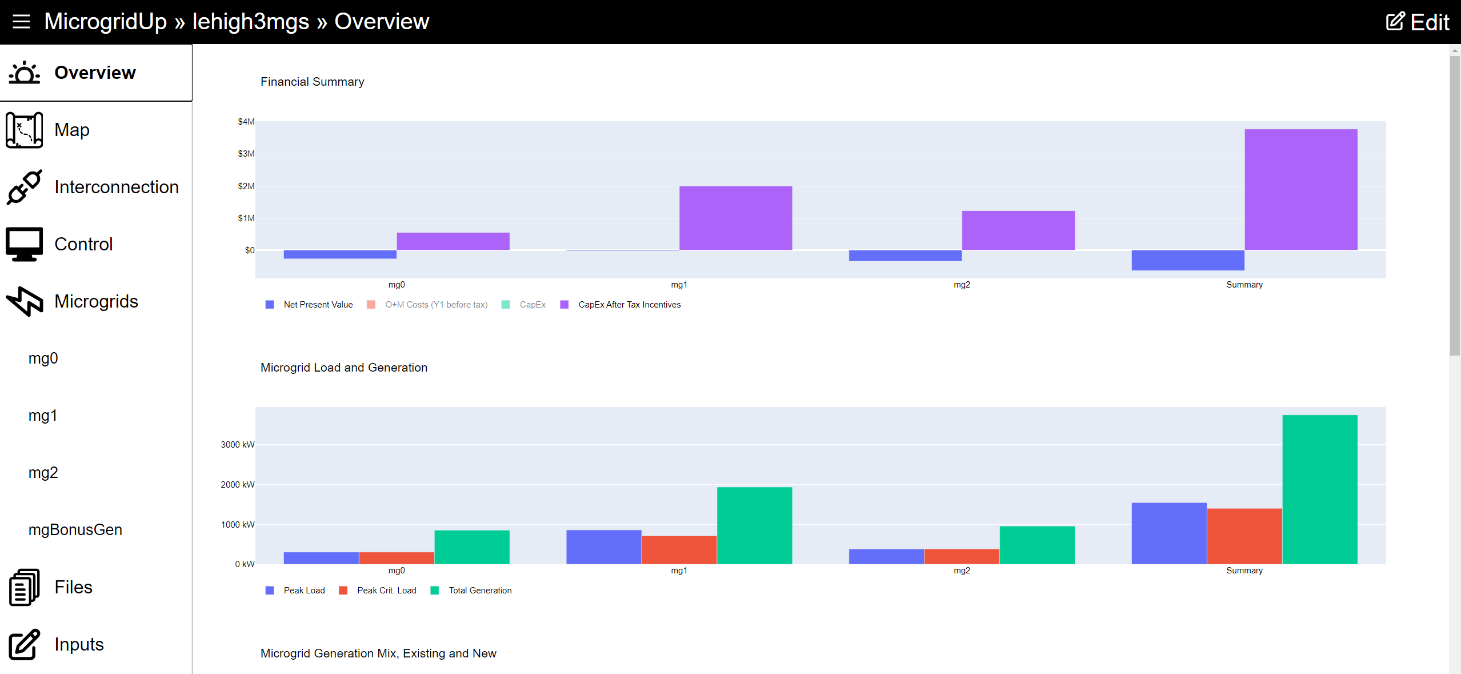 MicrogridUp » lehigh3mgs » Overview
Edit
Overview
Map
Interconnection
Control
Microgrids
mg0
mg1
mg2
mgBonusGen
Files
Inputs
Financial Summary
$4M
$3M
$2M
$1M
$0
mg0 mg1 mg2 Summary
Net Present Value O+M Costs (Y1 before tax) CapEx CapEx After Tax Incentives
Microgrid Load and Generation
3000 kW
2000 kW
1000 kW
0 kW
mg0 mg1 mg2 Summary
Peak Load Peak Crit. Load Total Generation
Microgrid Generation Mix, Existing and New